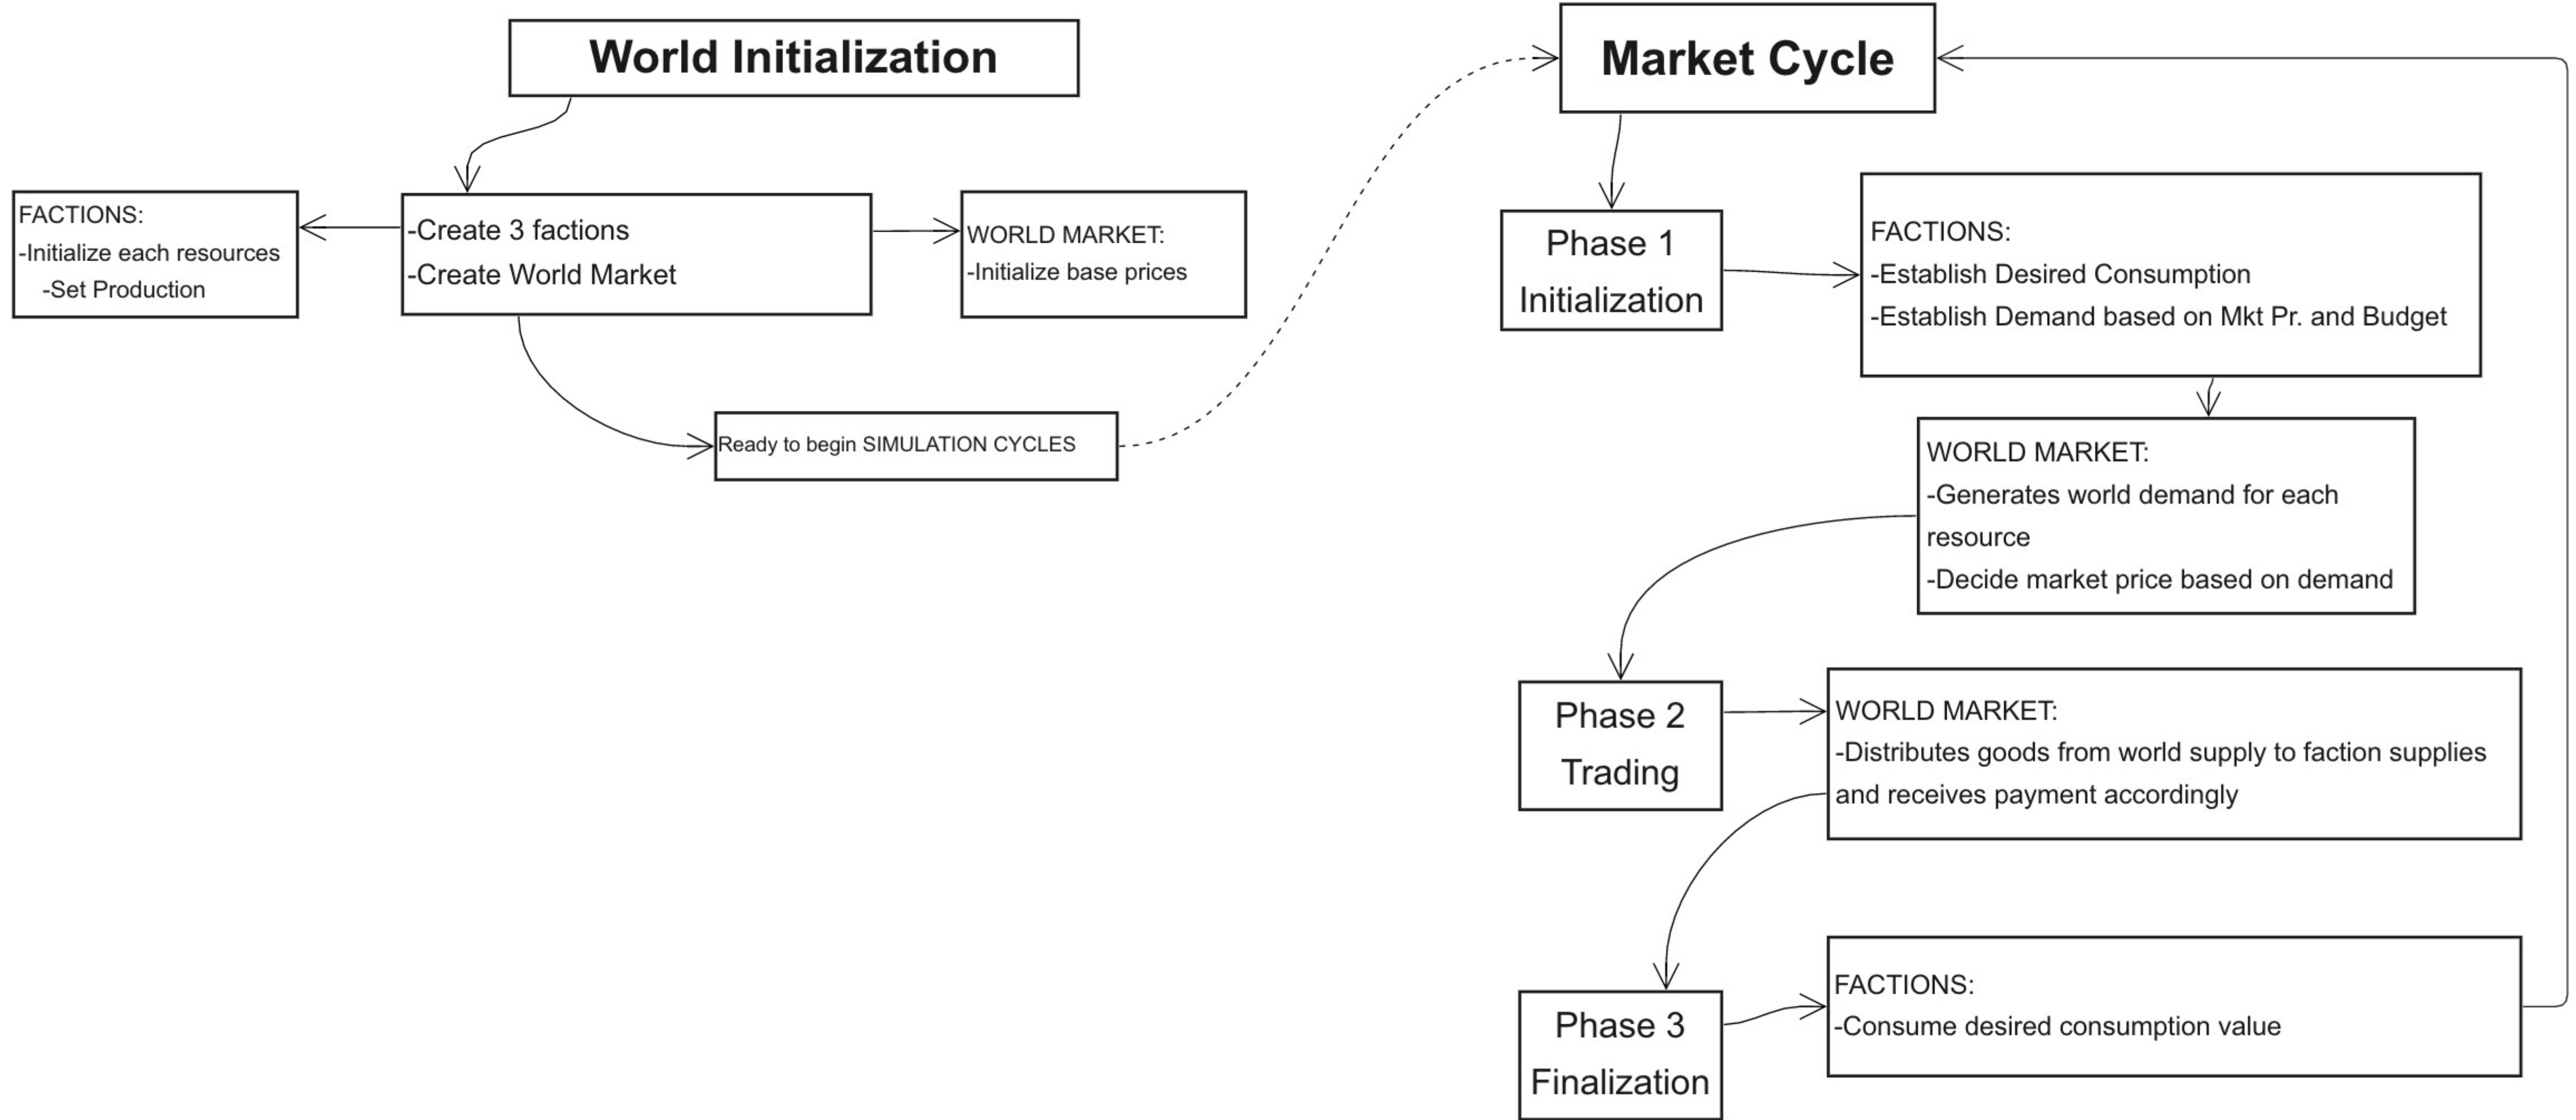 World Initialization
FACTIONS:
-Initialize each resources
-Set Production
-Create 3 factions
-Create World Market
WORLD MARKET:
-Initialize base prices
Ready to begin SIMULATION CYCLES
Market Cycle
Phase 1
Initialization
FACTIONS:
-Establish Desired Consumption
-Establish Demand based on Mkt Pr. and Budget
WORLD MARKET:
-Generates world demand for each
resource
-Decide market price based on demand
Phase 2
Trading
WORLD MARKET:
-Distributes goods from world supply to faction supplies
and receives payment accordingly
Phase 3
Finalization
FACTIONS:
-Consume desired consumption value